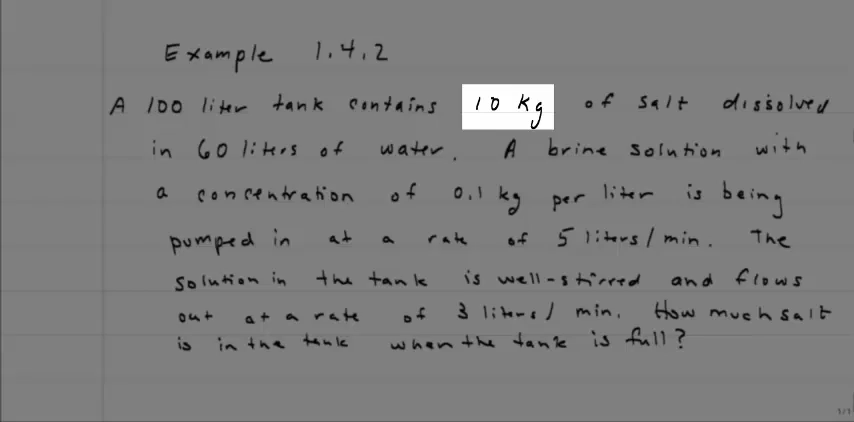 Example 1.4.2
A 100 liter tank contains 10 kg of salt dissolved
in 60 liters of water. A brine solution with
a concentration of 0.1 kg per liter is being
pumped in at a rate of 5 liters/min. The
solution in the tank is well-stirred and flows
out at a rate of 3 liters/min. How much salt
is in the tank when the tank is full?
1/1